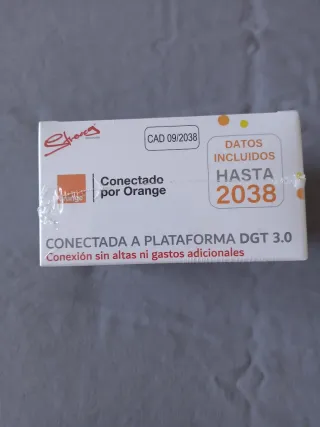 CAD 09/2038
DATOS
INCLUIDOS
HASTA
2038
Conectado
por Orange
CONECTADA A PLATAFORMA DGT 3.0
Conexión sin altas ni gastos adicionales